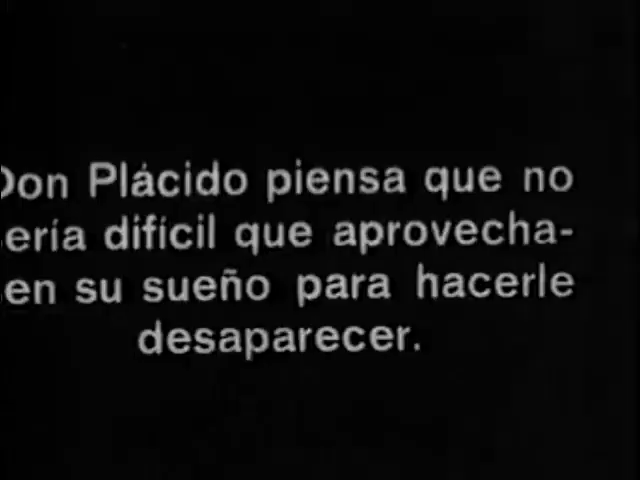 Don Plácido piensa que no
ería difícil que aprovecha-
en su sueño para hacerle
desaparecer.